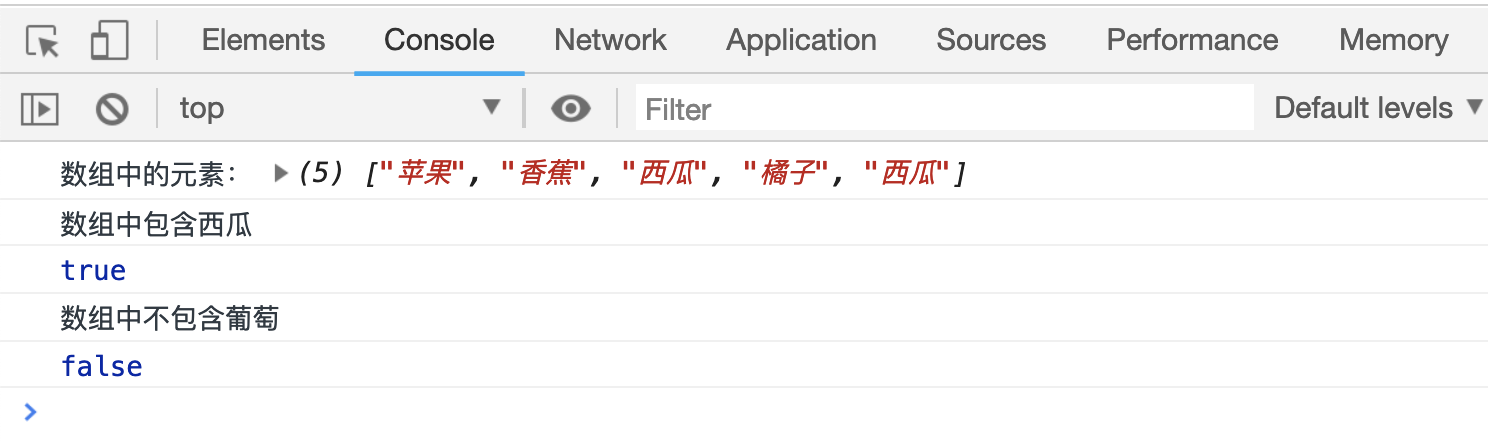 Elements Console Network Application Sources Performance Memory
top ▼ Filter Default levels ▼
数组中的元素: ▶(5) ["苹果", "香蕉", "西瓜", "橘子", "西瓜"]
数组中包含西瓜
true
数组中不包含葡萄
false
>